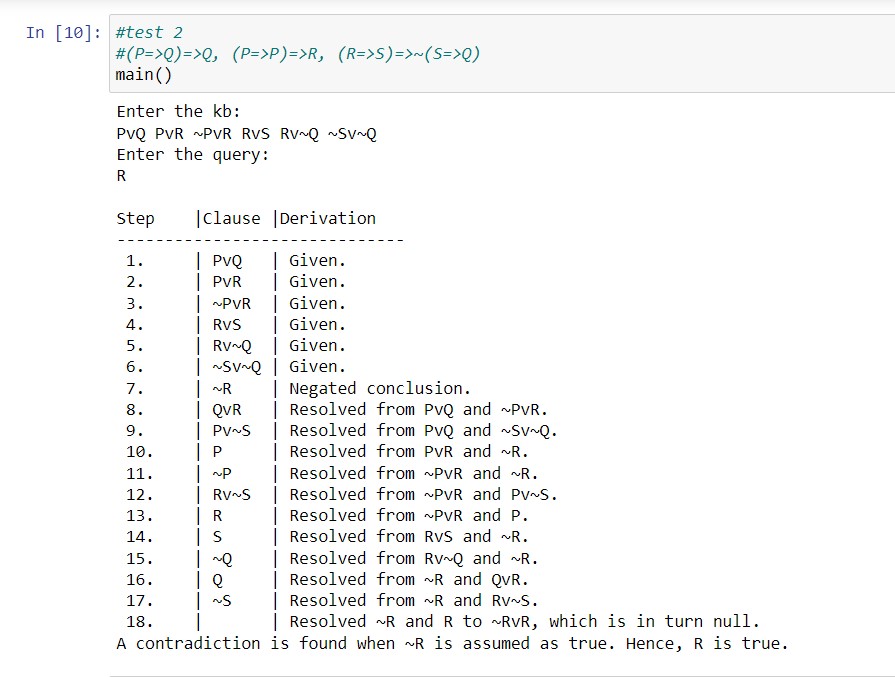 In [10]: #test 2
#(P=>Q)=>Q, (P=>P)=>R, (R=>S)=>~(S=>Q)
main()
Enter the kb:
PvQ PvR ~PvR RvS Rv~Q ~Sv~Q
Enter the query:
R
Step |Clause |Derivation
------------------------------
1. | PvQ | Given.
2. | PvR | Given.
3. | ~PvR | Given.
4. | RvS | Given.
5. | Rv~Q | Given.
6. | ~Sv~Q | Given.
7. | ~R | Negated conclusion.
8. | QvR | Resolved from PvQ and ~PvR.
9. | Pv~S | Resolved from PvQ and ~Sv~Q.
10. | P | Resolved from PvR and ~R.
11. | ~P | Resolved from ~PvR and ~R.
12. | Rv~S | Resolved from ~PvR and Pv~S.
13. | R | Resolved from ~PvR and P.
14. | S | Resolved from RvS and ~R.
15. | ~Q | Resolved from Rv~Q and ~R.
16. | Q | Resolved from ~R and QvR.
17. | ~S | Resolved from ~R and Rv~S.
18. | | Resolved ~R and R to ~RvR, which is in turn null.
A contradiction is found when ~R is assumed as true. Hence, R is true.